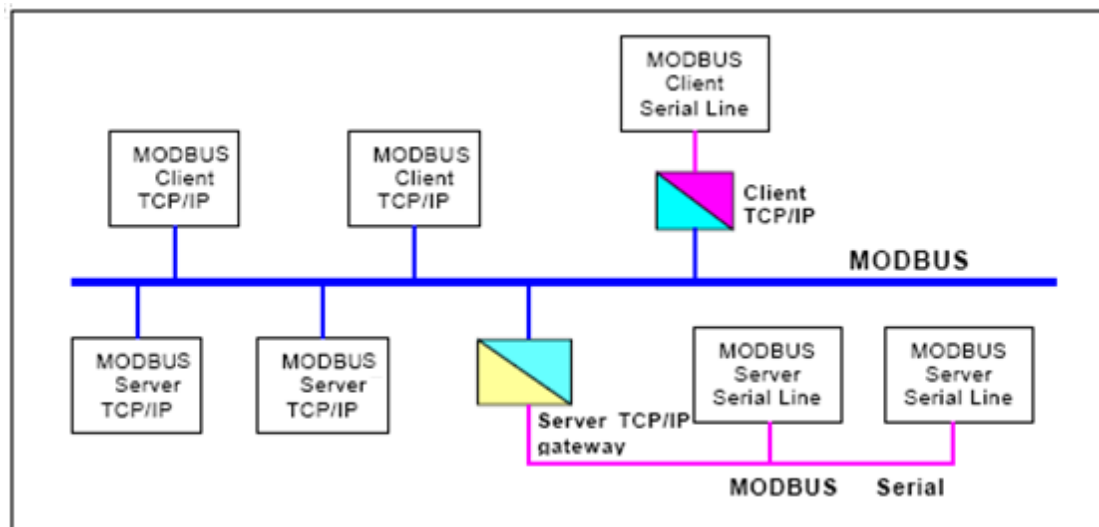 MODBUS
Client
Serial Line
MODBUS
Client
TCP/IP
MODBUS
Client
TCP/IP
Client
TCP/IP
MODBUS
MODBUS
Server
TCP/IP
MODBUS
Server
TCP/IP
MODBUS
Server
Serial Line
MODBUS
Server
Serial Line
Server TCP/IP
gateway
MODBUS Serial